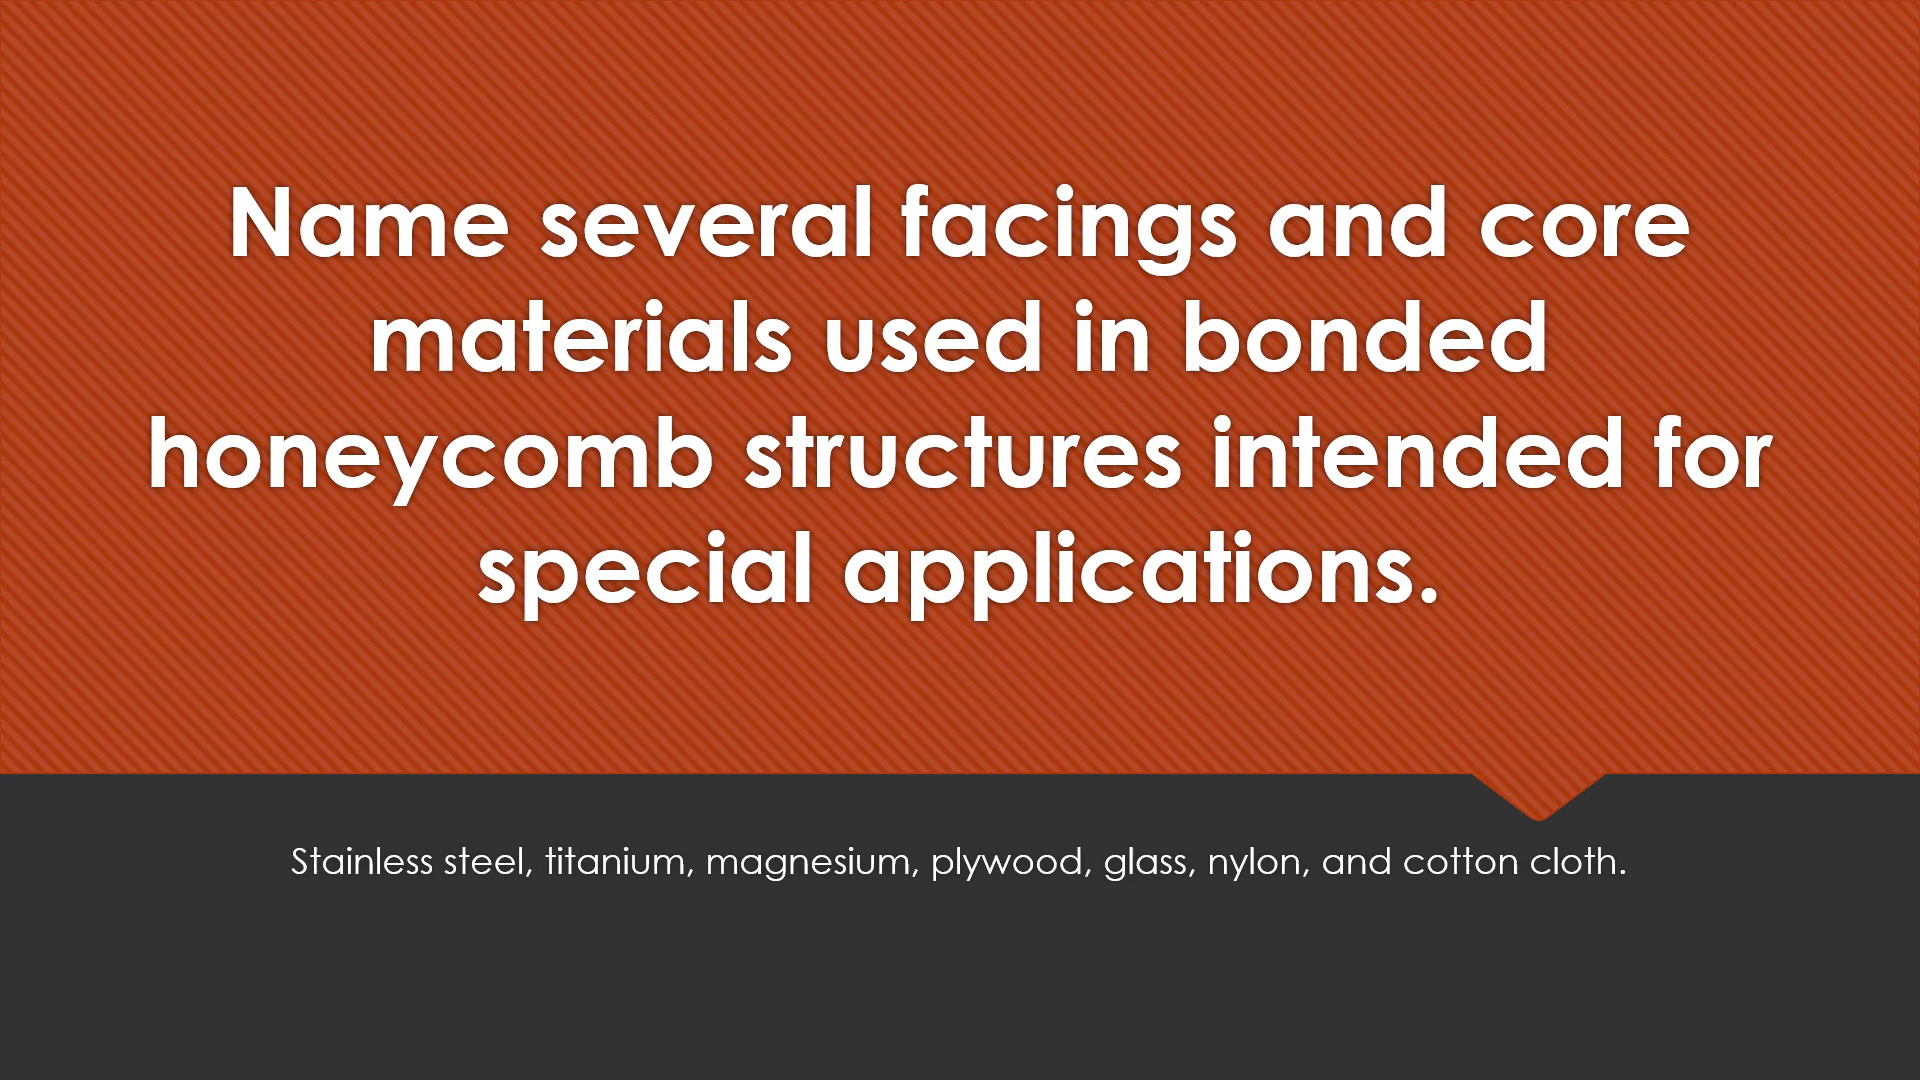 Name several facings and core
materials used in bonded
honeycomb structures intended for
special applications.
Stainless steel, titanium, magnesium, plywood, glass, nylon, and cotton cloth.